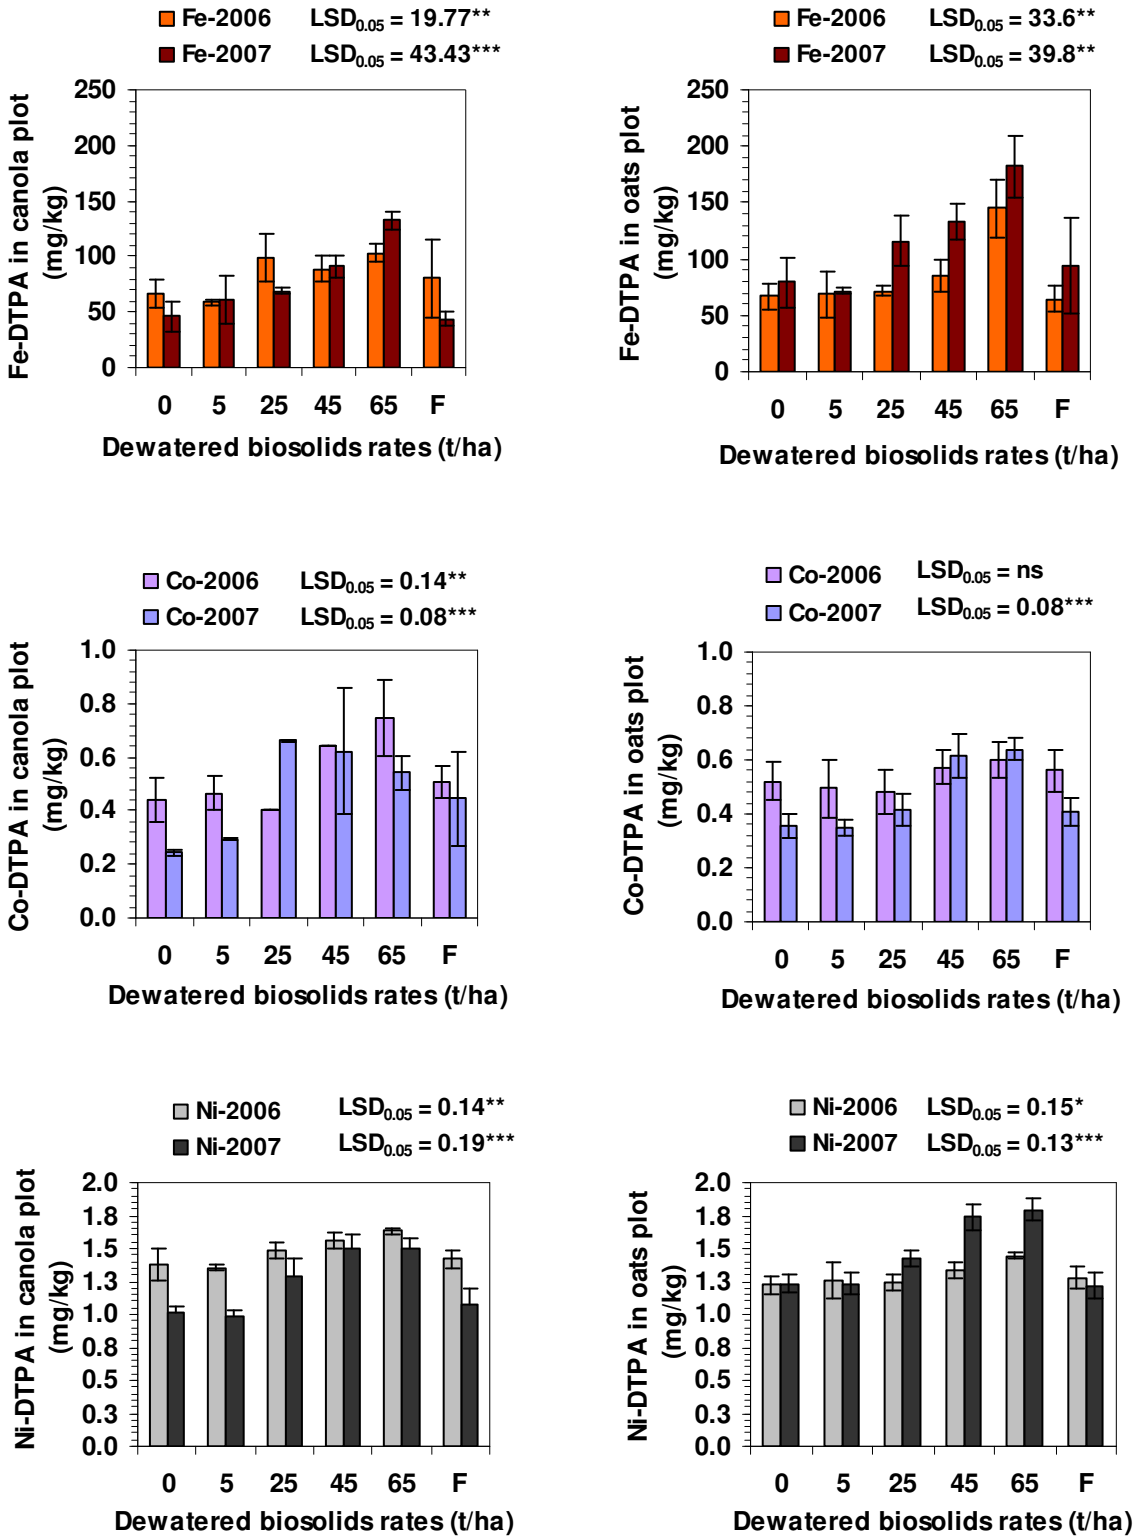 Fe-2006 LSD0.05 = 19.77**
Fe-2007 LSD0.05 = 43.43***
Fe-DTPA in canola plot
(mg/kg)
250
200
150
100
50
0
0 5 25 45 65 F
Dewatered biosolids rates (t/ha)
Fe-2006 LSD0.05 = 33.6**
Fe-2007 LSD0.05 = 39.8**
Fe-DTPA in oats plot
(mg/kg)
250
200
150
100
50
0
0 5 25 45 65 F
Dewatered biosolids rates (t/ha)
Co-2006 LSD0.05 = 0.14**
Co-2007 LSD0.05 = 0.08***
Co-DTPA in canola plot
(mg/kg)
1.0
0.8
0.6
0.4
0.2
0.0
0 5 25 45 65 F
Dewatered biosolids rates (t/ha)
Co-2006 LSD0.05 = ns
Co-2007 LSD0.05 = 0.08***
Co-DTPA in oats plot
(mg/kg)
1.0
0.8
0.6
0.4
0.2
0.0
0 5 25 45 65 F
Dewatered biosolids rates (t/ha)
Ni-2006 LSD0.05 = 0.14**
Ni-2007 LSD0.05 = 0.19***
Ni-DTPA in canola plot
(mg/kg)
2.0
1.8
1.5
1.3
1.0
0.8
0.5
0.3
0.0
0 5 25 45 65 F
Dewatered biosolids rates (t/ha)
Ni-2006 LSD0.05 = 0.15*
Ni-2007 LSD0.05 = 0.13***
Ni-DTPA in oats plot
(mg/kg)
2.0
1.8
1.5
1.3
1.0
0.8
0.5
0.3
0.0
0 5 25 45 65 F
Dewatered biosolids rates (t/ha)